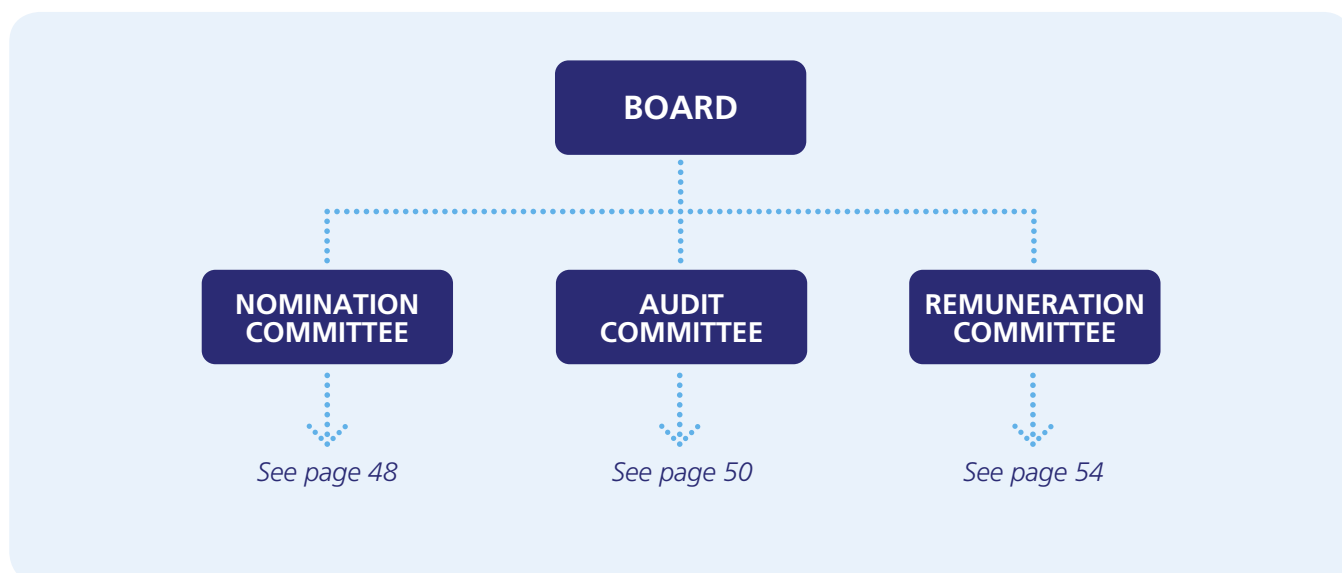 BOARD
NOMINATION
COMMITTEE
AUDIT
COMMITTEE
REMUNERATION
COMMITTEE
See page 48
See page 50
See page 54